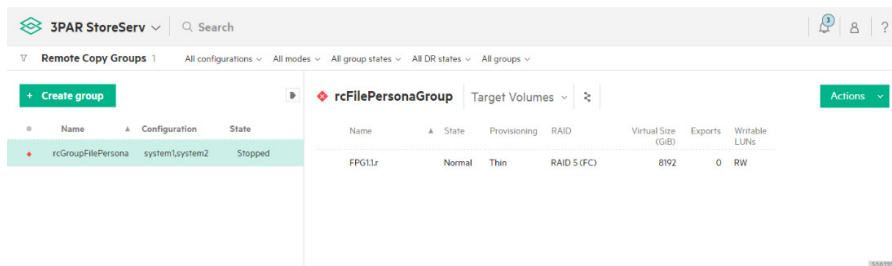 3PAR StoreServ
Search
3
?
Remote Copy Groups 1
All configurations
All modes
All group states
All DR states
All groups
+ Create group
rcFilePersonaGroup
Target Volumes
Actions
Name Configuration State
rcGroupFilePersona system1,system2 Stopped
Name State Provisioning RAID Virtual Size (GiB) Exports Writable LUNs
FPG1.1.r Normal Thin RAID 5 (FC) 8192 0 RW